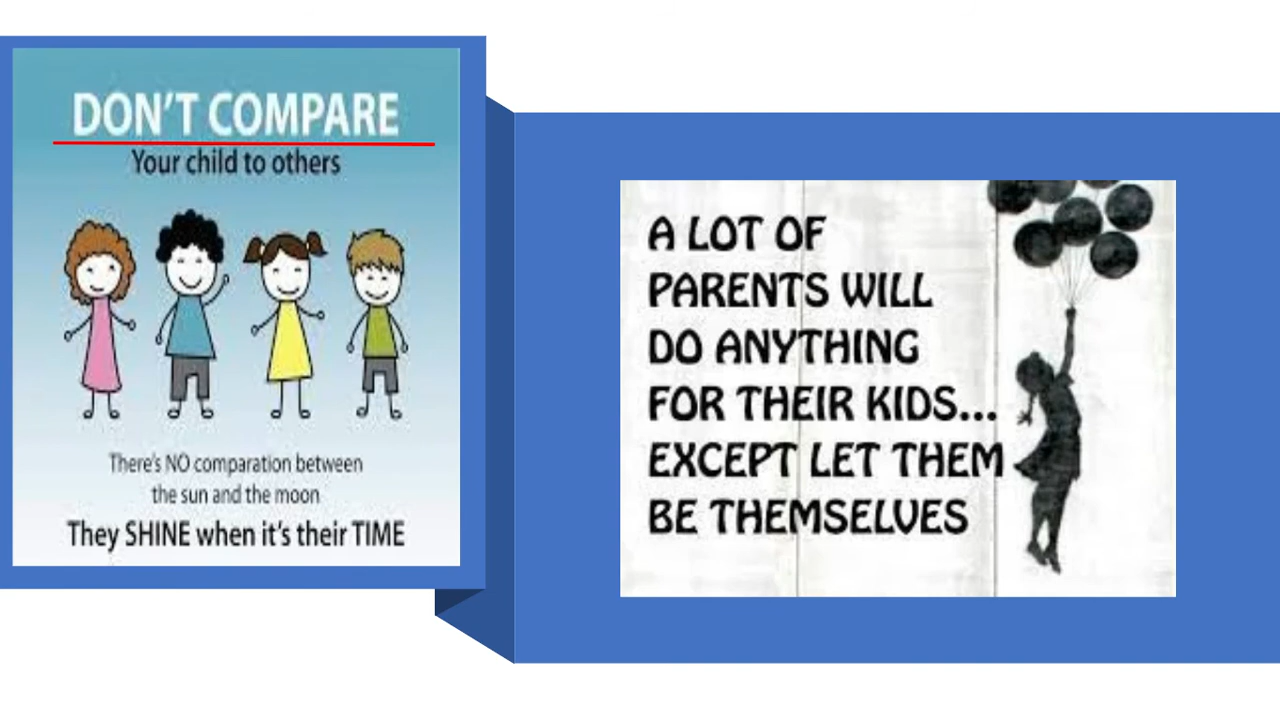 DON'T COMPARE
Your child to others
There's NO comparation between
the sun and the moon
They SHINE when it's their TIME
A LOT OF
PARENTS WILL
DO ANYTHING
FOR THEIR KIDS...
EXCEPT LET THEM
BE THEMSELVES